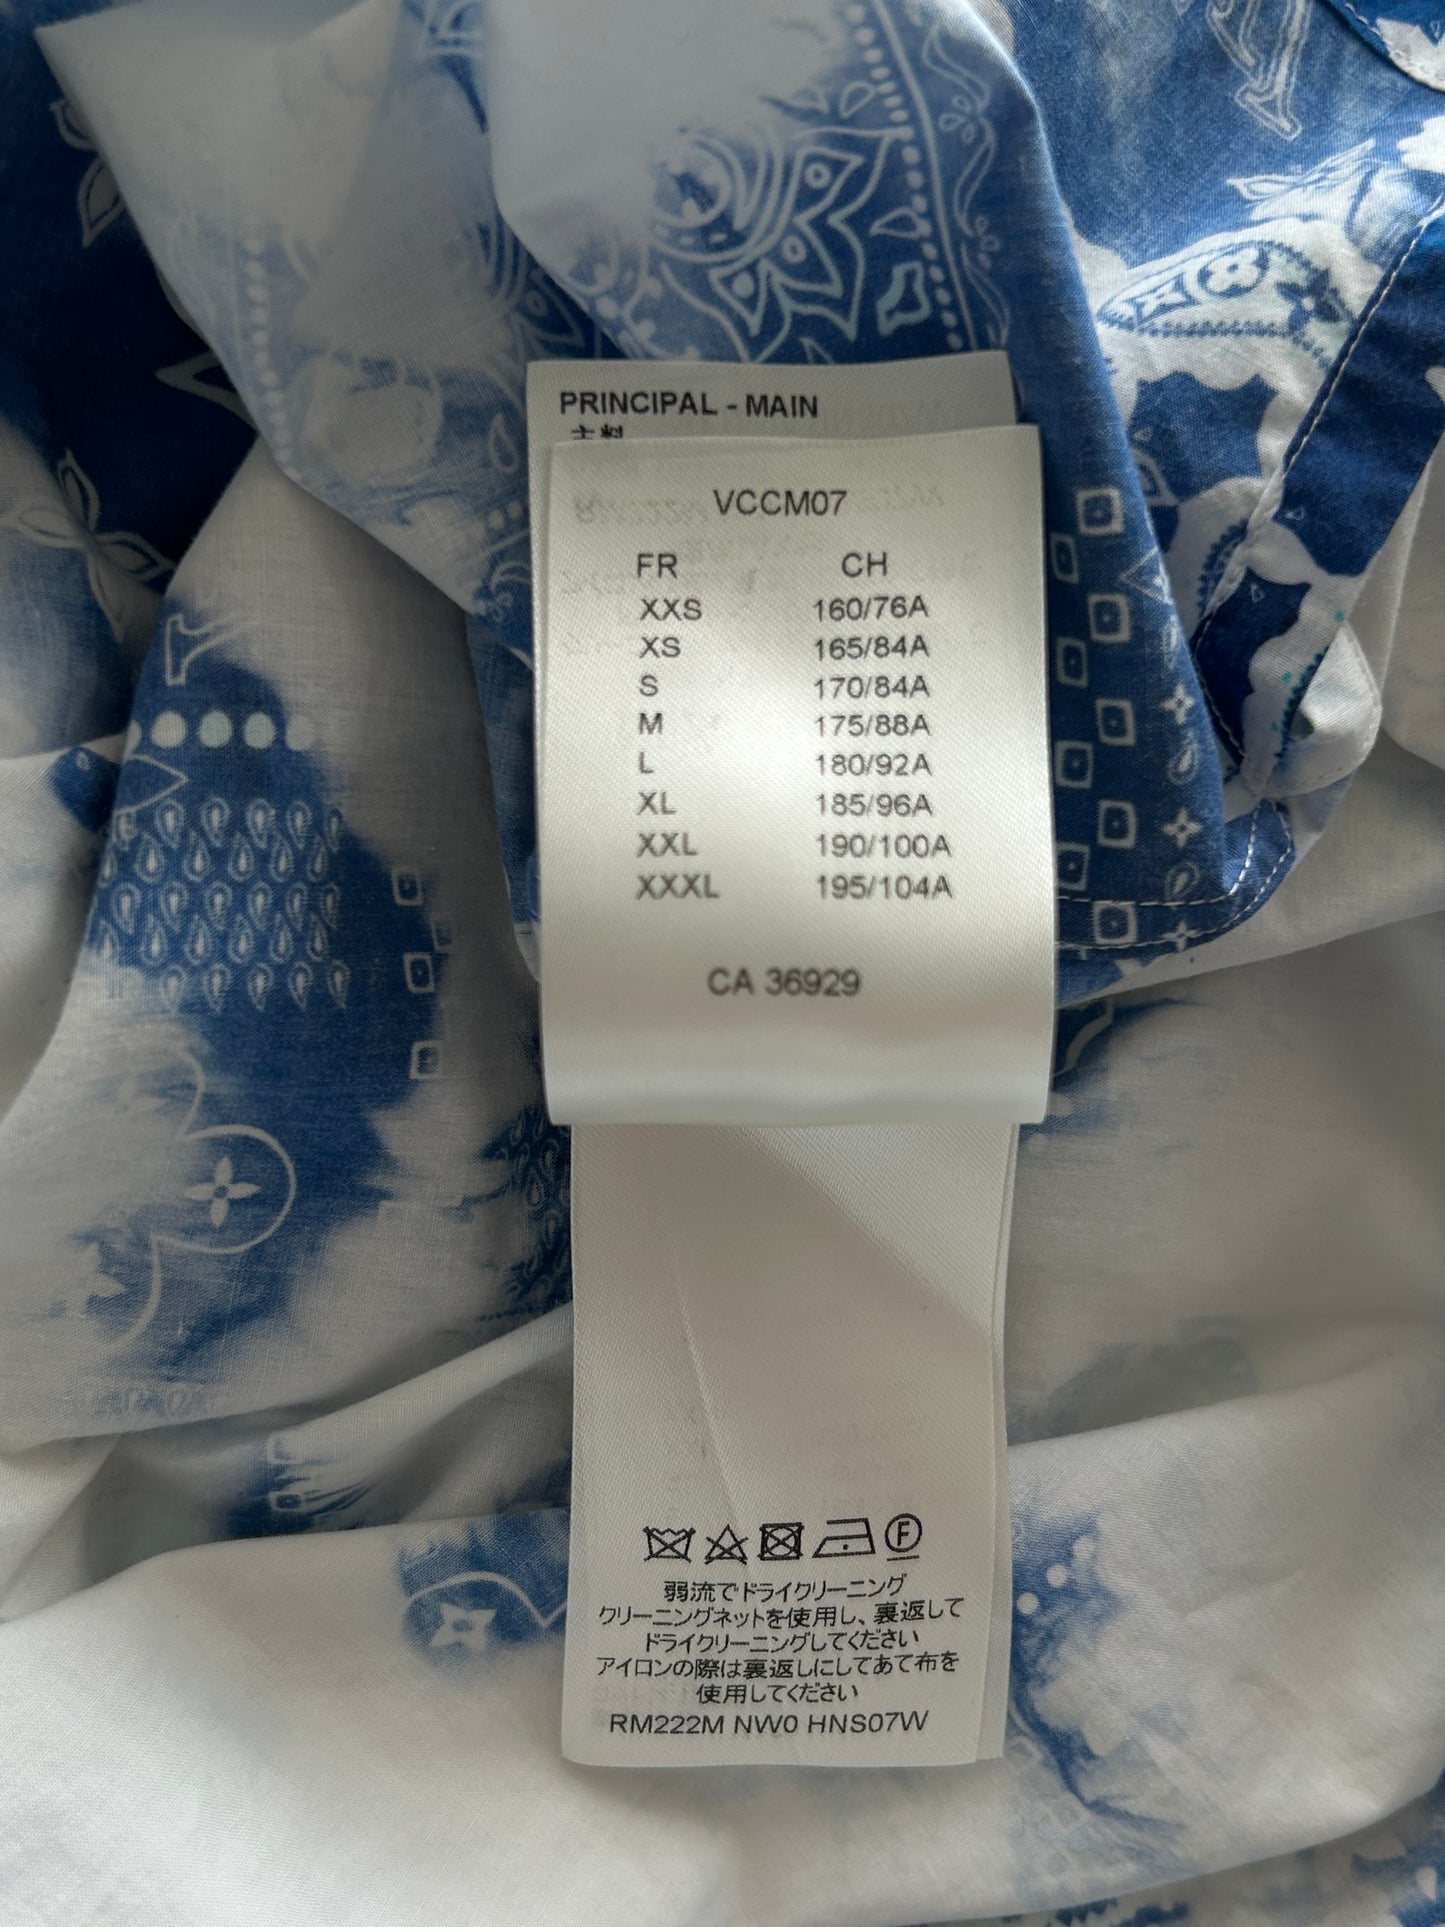 PRINCIPAL - MAIN
主料
VCCM07
FR CH
XXS 160/76A
XS 165/84A
S 170/84A
M 175/88A
L 180/92A
XL 185/96A
XXL 190/100A
XXXL 195/104A
CA 36929
F
弱流でドライクリーニング
クリーニングネットを使用し、裏返して
ドライクリーニングしてください
アイロンの際は裏返しにしてあて布を
使用してください
RM222M NW0 HNS07W